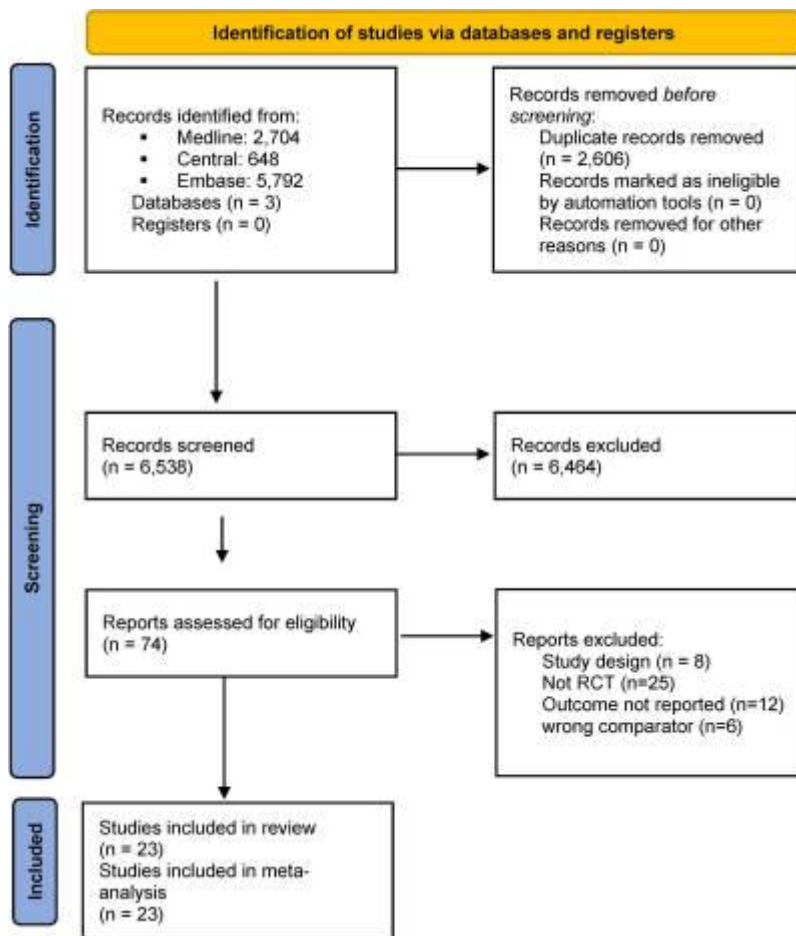 Identification of studies via databases and registers
Identification
Records identified from:
▪ Medline: 2,704
▪ Central: 648
▪ Embase: 5,792
Databases (n = 3)
Registers (n = 0)
Records removed before
screening:
Duplicate records removed
(n = 2,606)
Records marked as ineligible
by automation tools (n = 0)
Records removed for other
reasons (n = 0)
Screening
Records screened
(n = 6,538)
Records excluded
(n = 6,464)
Reports assessed for eligibility
(n = 74)
Reports excluded:
Study design (n = 8)
Not RCT (n=25)
Outcome not reported (n=12)
wrong comparator (n=6)
Included
Studies included in review
(n = 23)
Studies included in meta-
analysis
(n = 23)